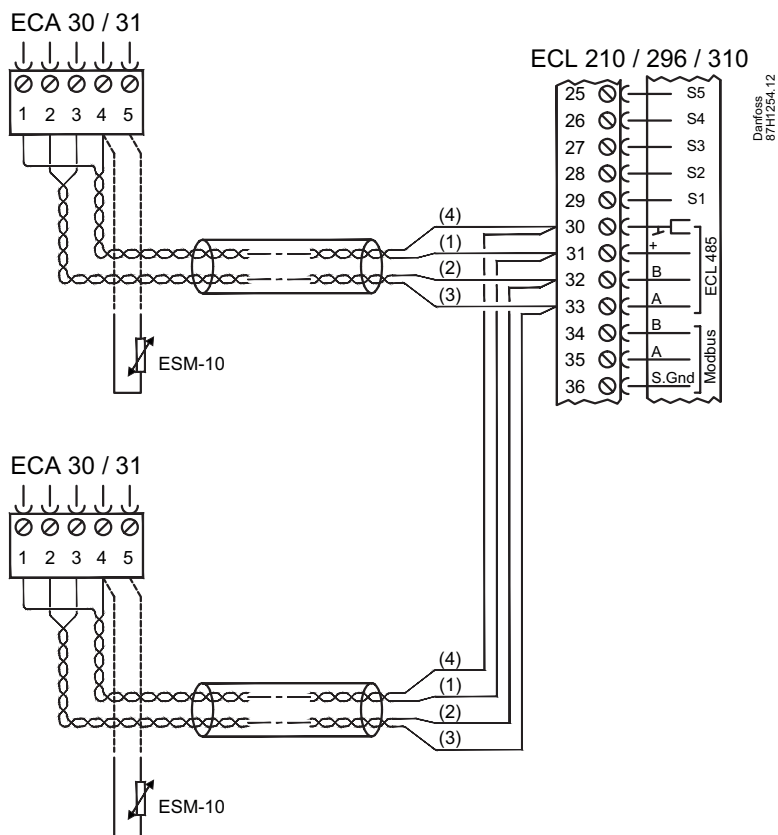 ECA 30 / 31
1 2 3 4 5
ECL 210 / 296 / 310
Danfoss
87H1254.12
25 S5
26 S4
27 S3
28 S2
29 S1
30
31 +
32 B
33 A
ECL 485
34 B
35 A
36 S.Gnd
Modbus
(4)
(1)
(2)
(3)
ESM-10
ECA 30 / 31
1 2 3 4 5
(4)
(1)
(2)
(3)
ESM-10